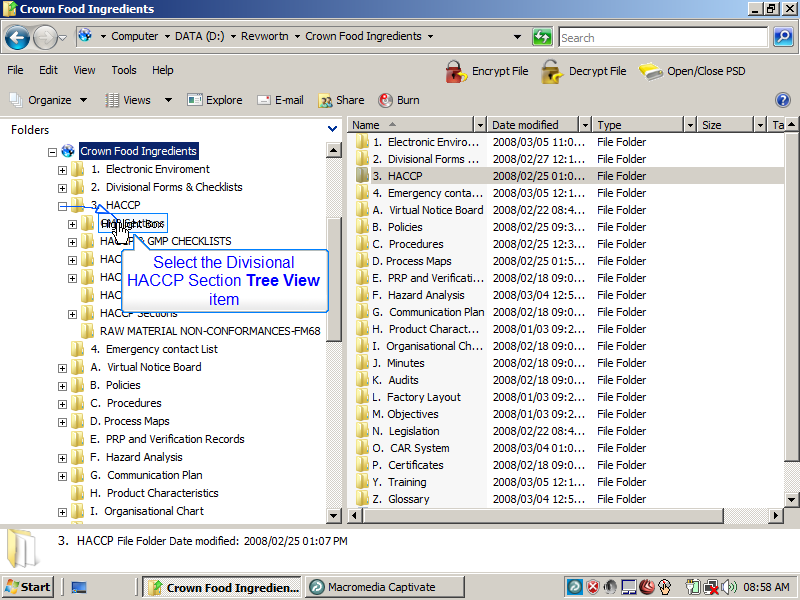 Crown Food Ingredients
Computer DATA (D:) Revworth Crown Food Ingredients
Search
File Edit View Tools Help
Encrypt File Decrypt File Open/Close PSD
Organize Views Explore E-mail Share Burn
Folders
Crown Food Ingredients
1. Electronic Enviroment
2. Divisional Forms & Checklists
3. HACCP
Highlight Box
GMP CHECKLISTS
HAC
HAC
HAC
HACCP Sections
RAW MATERIAL NON-CONFORMANCES-FM68
4. Emergency contact List
A. Virtual Notice Board
B. Policies
C. Procedures
D. Process Maps
E. PRP and Verification Records
F. Hazard Analysis
G. Communication Plan
H. Product Characteristics
I. Organisational Chart
Select the Divisional
HACCP Section Tree View
item
Name Date modified Type Size Ta
1. Electronic Enviro... 2008/03/05 11:0... File Folder
2. Divisional Forms ... 2008/02/27 12:1... File Folder
3. HACCP 2008/02/25 01:0... File Folder
4. Emergency conta... 2008/03/05 12:1... File Folder
A. Virtual Notice Board 2008/02/22 08:4... File Folder
B. Policies 2008/02/25 09:3... File Folder
C. Procedures 2008/02/25 12:3... File Folder
D. Process Maps 2008/02/25 01:5... File Folder
E. PRP and Verificati... 2008/02/18 09:0... File Folder
F. Hazard Analysis 2008/03/04 12:5... File Folder
G. Communication Plan 2008/02/18 09:0... File Folder
H. Product Charact... 2008/01/03 09:2... File Folder
I. Organisational Ch... 2008/02/18 09:0... File Folder
J. Minutes 2008/02/18 09:0... File Folder
K. Audits 2008/02/18 09:0... File Folder
L. Factory Layout 2008/01/03 09:2... File Folder
M. Objectives 2008/01/03 09:2... File Folder
N. Legislation 2008/02/22 08:4... File Folder
O. CAR System 2008/03/04 01:0... File Folder
P. Certificates 2008/02/18 09:0... File Folder
Y. Training 2008/03/04 12:5... File Folder
Z. Glossary 2008/03/04 12:5... File Folder
3. HACCP File Folder Date modified: 2008/02/25 01:07 PM
Start Crown Food Ingredien... Macromedia Captivate 08:58 AM